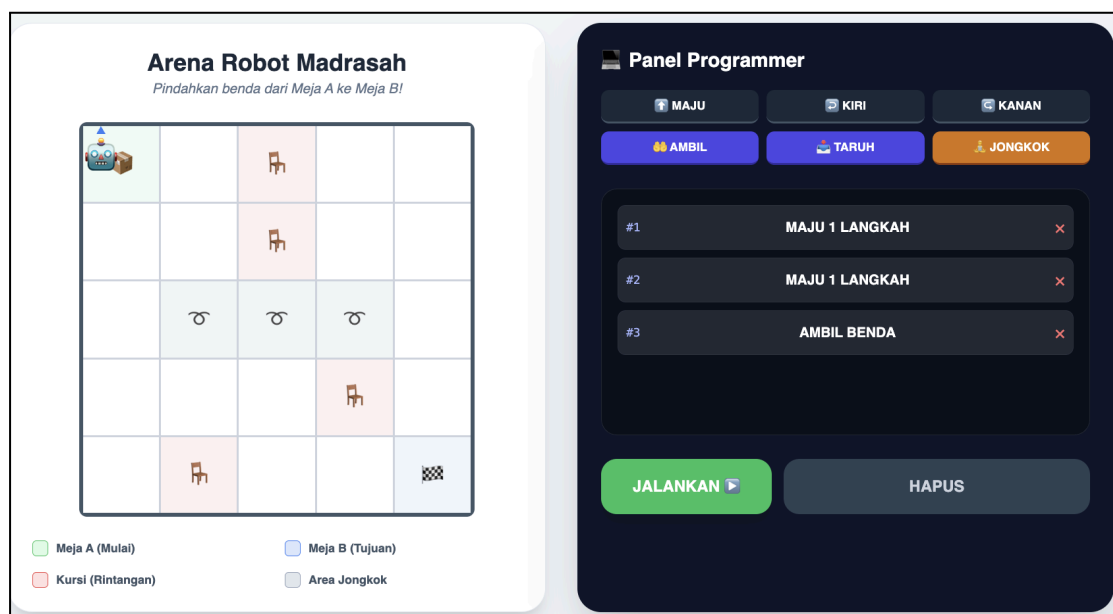 Arena Robot Madrasah
Pindahkan benda dari Meja A ke Meja B!
Meja A (Mulai)
Meja B (Tujuan)
Kursi (Rintangan)
Area Jongkok
Panel Programmer
MAJU
KIRI
KANAN
AMBIL
TARUH
JONGKOK
#1 MAJU 1 LANGKAH ×
#2 MAJU 1 LANGKAH ×
#3 AMBIL BENDA ×
JALANKAN
HAPUS